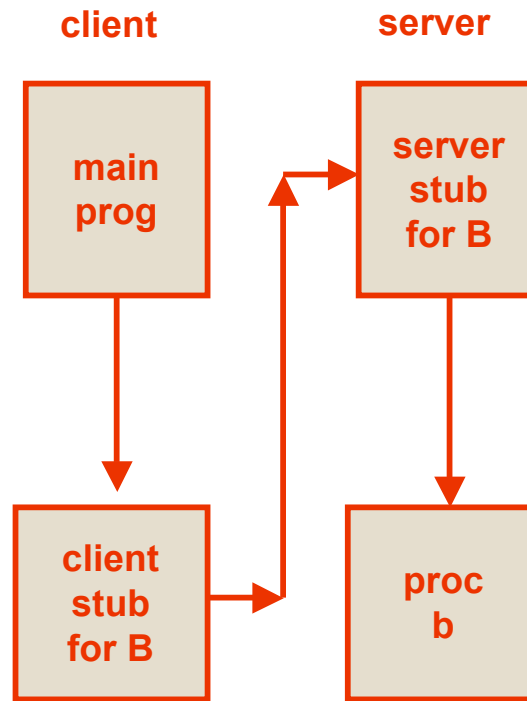 client
server
main
prog
server
stub
for B
client
stub
for B
proc
b